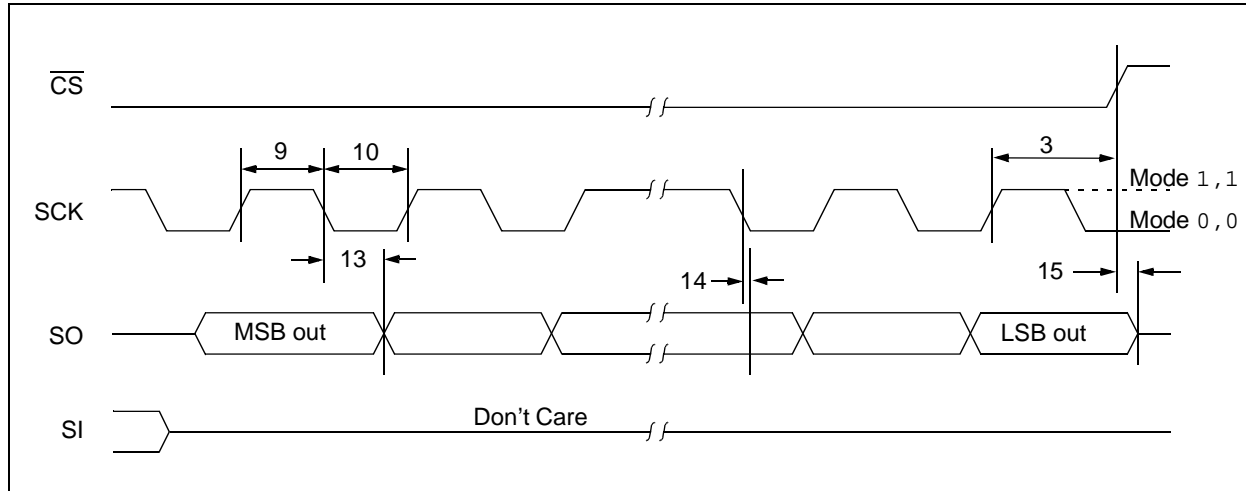 CS
9
10
3
SCK
Mode 1,1
Mode 0,0
13
14
15
SO
MSB out
LSB out
SI
Don't Care